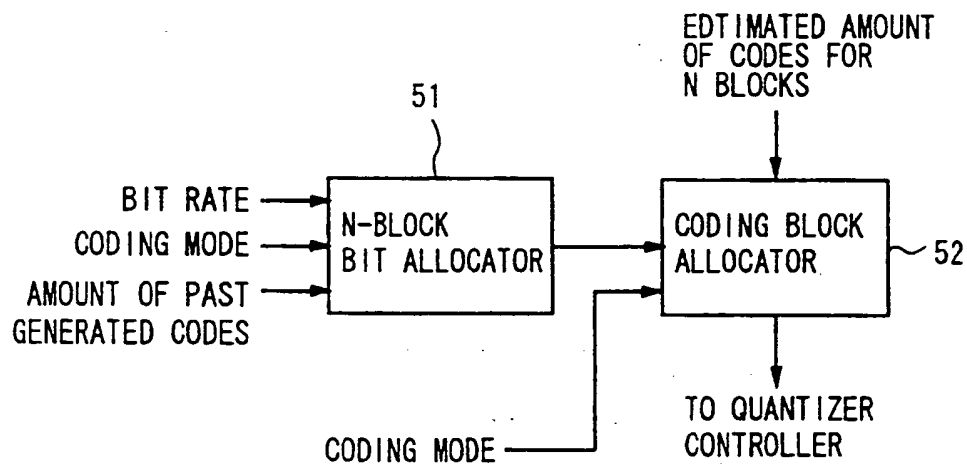 EDTIMATED AMOUNT
OF CODES FOR
N BLOCKS
51
BIT RATE
CODING MODE
AMOUNT OF PAST
GENERATED CODES
N-BLOCK
BIT ALLOCATOR
CODING BLOCK
ALLOCATOR
52
TO QUANTIZER
CONTROLLER
CODING MODE